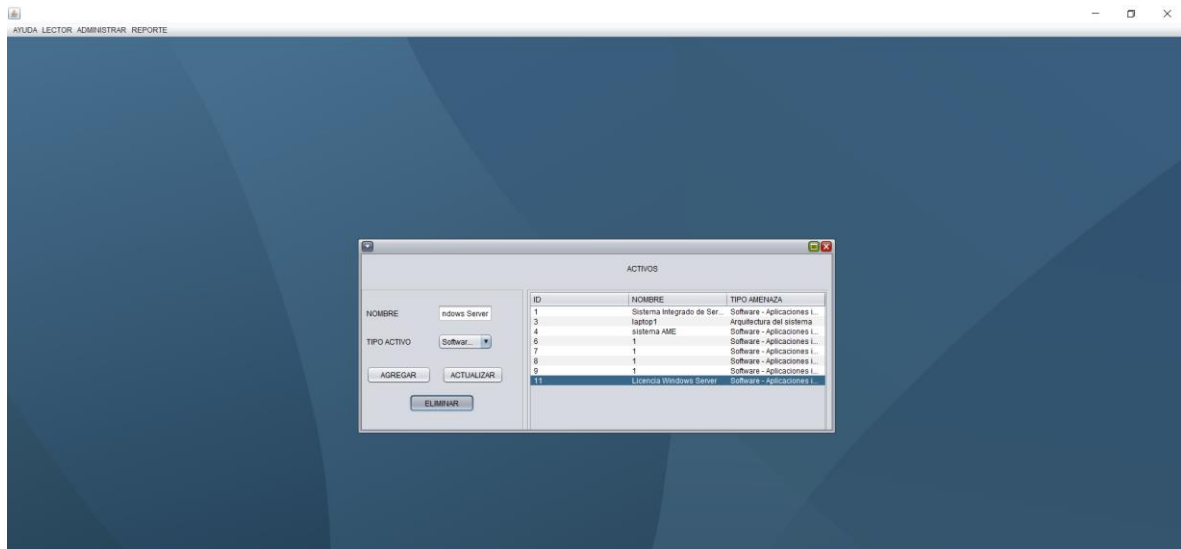 AYUDA LECTOR ADMINISTRAR REPORTE
ACTIVOS
NOMBRE ndows Server
TIPO ACTIVO Softwar...
AGREGAR ACTUALIZAR
ELIMINAR
ID NOMBRE TIPO AMENAZA
1 Sistema Integrado de Ser... Software - Aplicaciones i...
3 laptop1 Arquitectura del sistema
4 sistema AME Software - Aplicaciones i...
6 1 Software - Aplicaciones i...
7 1 Software - Aplicaciones i...
8 1 Software - Aplicaciones i...
9 1 Software - Aplicaciones i...
11 Licencia Windows Server Software - Aplicaciones i...